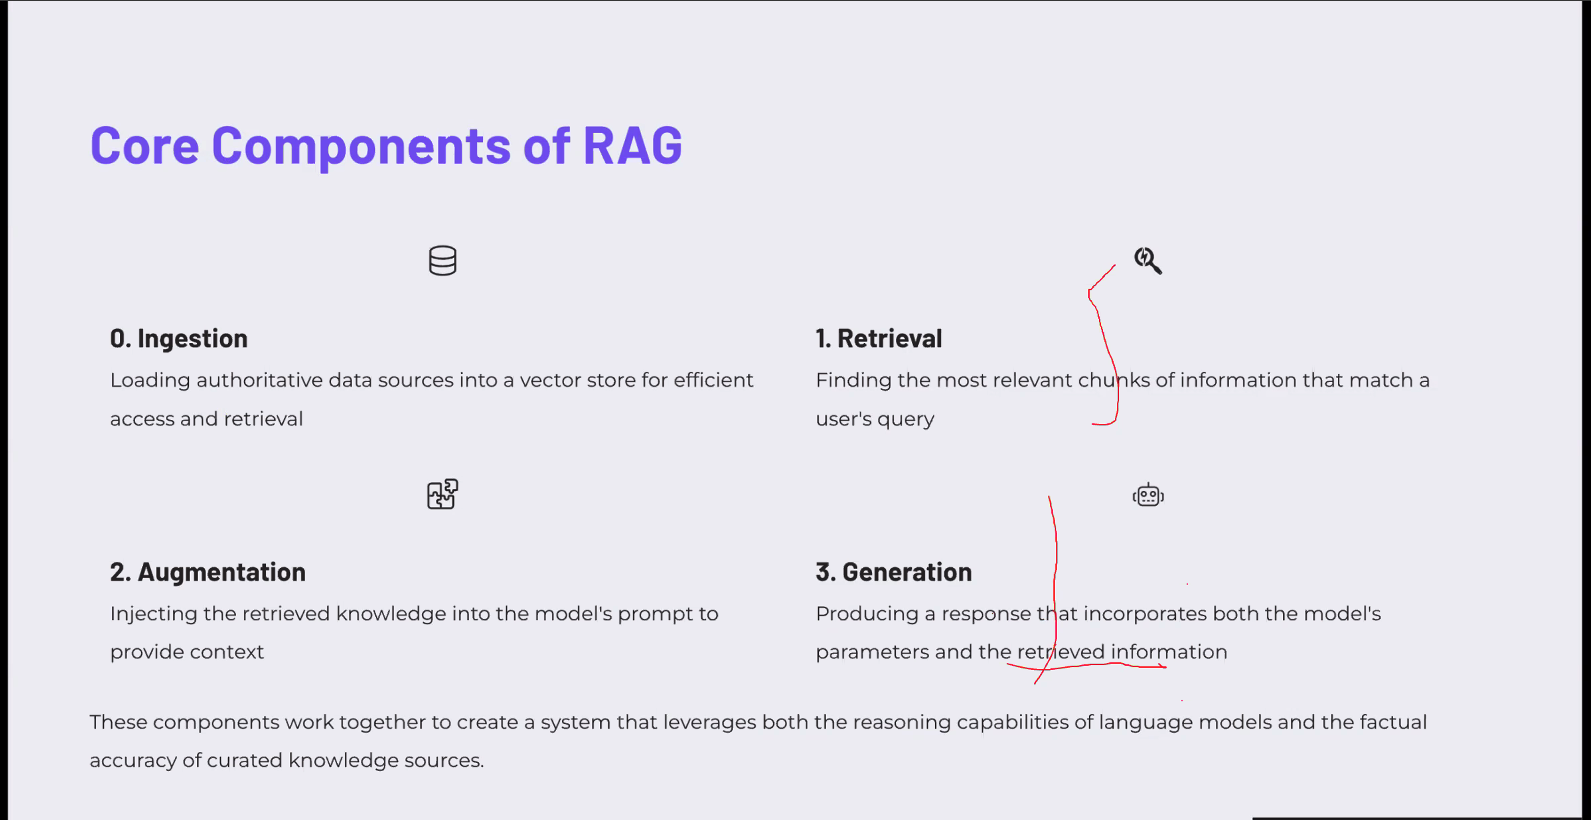 Core Components of RAG
0. Ingestion
Loading authoritative data sources into a vector store for efficient
access and retrieval
1. Retrieval
Finding the most relevant chunks of information that match a
user's query
2. Augmentation
Injecting the retrieved knowledge into the model's prompt to
provide context
3. Generation
Producing a response that incorporates both the model's
parameters and the retrieved information
These components work together to create a system that leverages both the reasoning capabilities of language models and the factual
accuracy of curated knowledge sources.